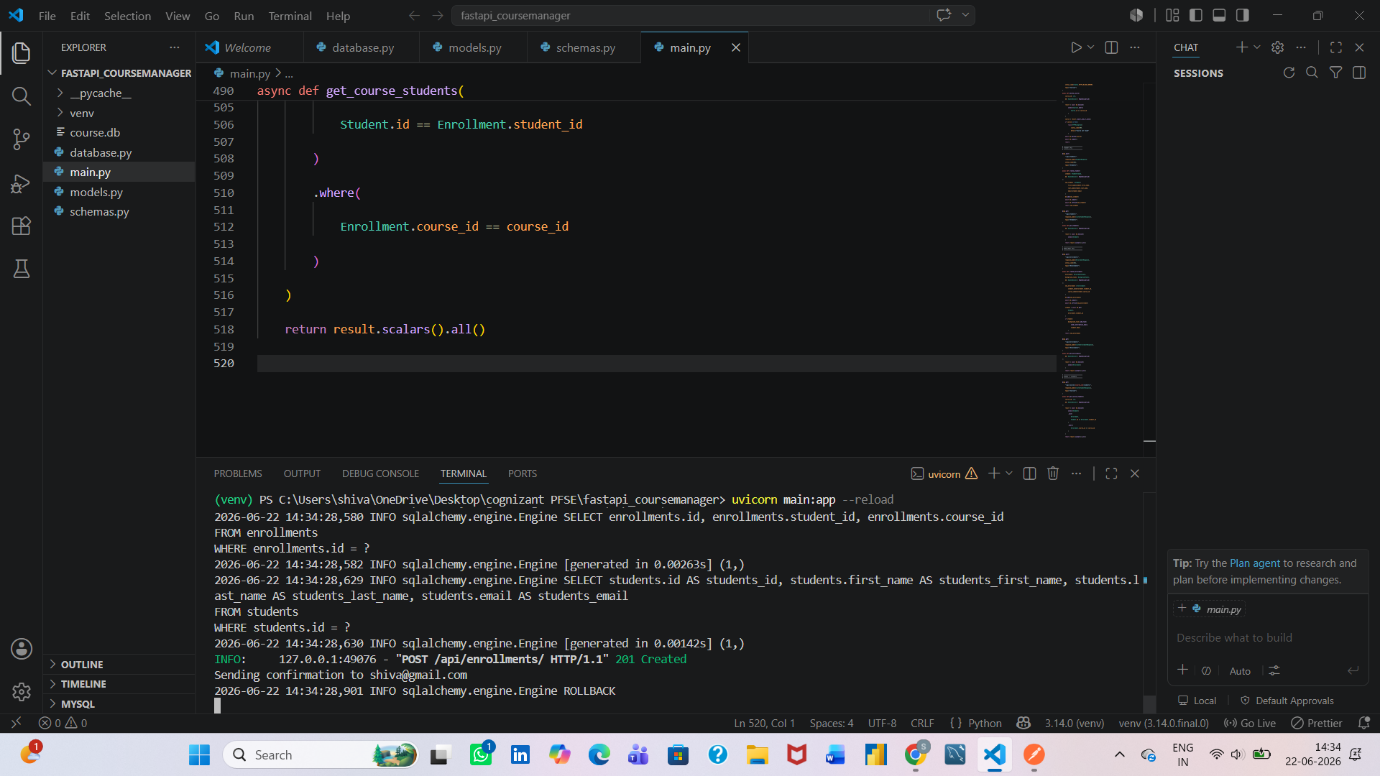 File Edit Selection View Go Run Terminal Help
fastapi_coursemanager
EXPLORER
Welcome database.py models.py schemas.py main.py
CHAT
FASTAPI_COURSEMANAGER
__pycache__
venv
course.db
database.py
main.py
models.py
schemas.py
OUTLINE
TIMELINE
MYSQL
main.py > ...
490 async def get_course_students(
505
506 Student.id == Enrollment.student_id
507
508 )
509
510 .where(
511
512 Enrollment.course_id == course_id
513
514 )
515
516 )
517
518 return result.scalars().all()
519
520
PROBLEMS OUTPUT DEBUG CONSOLE TERMINAL PORTS
uvicorn
(venv) PS C:\Users\shiva\OneDrive\Desktop\cognizant PFSE\fastapi_coursemanager> uvicorn main:app --reload
2026-06-22 14:34:28,580 INFO sqlalchemy.engine.Engine SELECT enrollments.id, enrollments.student_id, enrollments.course_id
FROM enrollments
WHERE enrollments.id = ?
2026-06-22 14:34:28,582 INFO sqlalchemy.engine.Engine [generated in 0.00263s] (1,)
2026-06-22 14:34:28,629 INFO sqlalchemy.engine.Engine SELECT students.id AS students_id, students.first_name AS students_first_name, students.l
ast_name AS students_last_name, students.email AS students_email
FROM students
WHERE students.id = ?
2026-06-22 14:34:28,630 INFO sqlalchemy.engine.Engine [generated in 0.00142s] (1,)
INFO: 127.0.0.1:49076 - "POST /api/enrollments/ HTTP/1.1" 201 Created
Sending confirmation to shiva@gmail.com
2026-06-22 14:34:28,901 INFO sqlalchemy.engine.Engine ROLLBACK
SESSIONS
Tip: Try the Plan agent to research and
plan before implementing changes.
main.py
Describe what to build
Auto
Local Default Approvals
0 0
Ln 520, Col 1 Spaces: 4 UTF-8 CRLF { } Python 3.14.0 (venv) venv (3.14.0.final.0) Go Live Prettier
1
Search
1
S
ENG
IN
14:34
22-06-2026